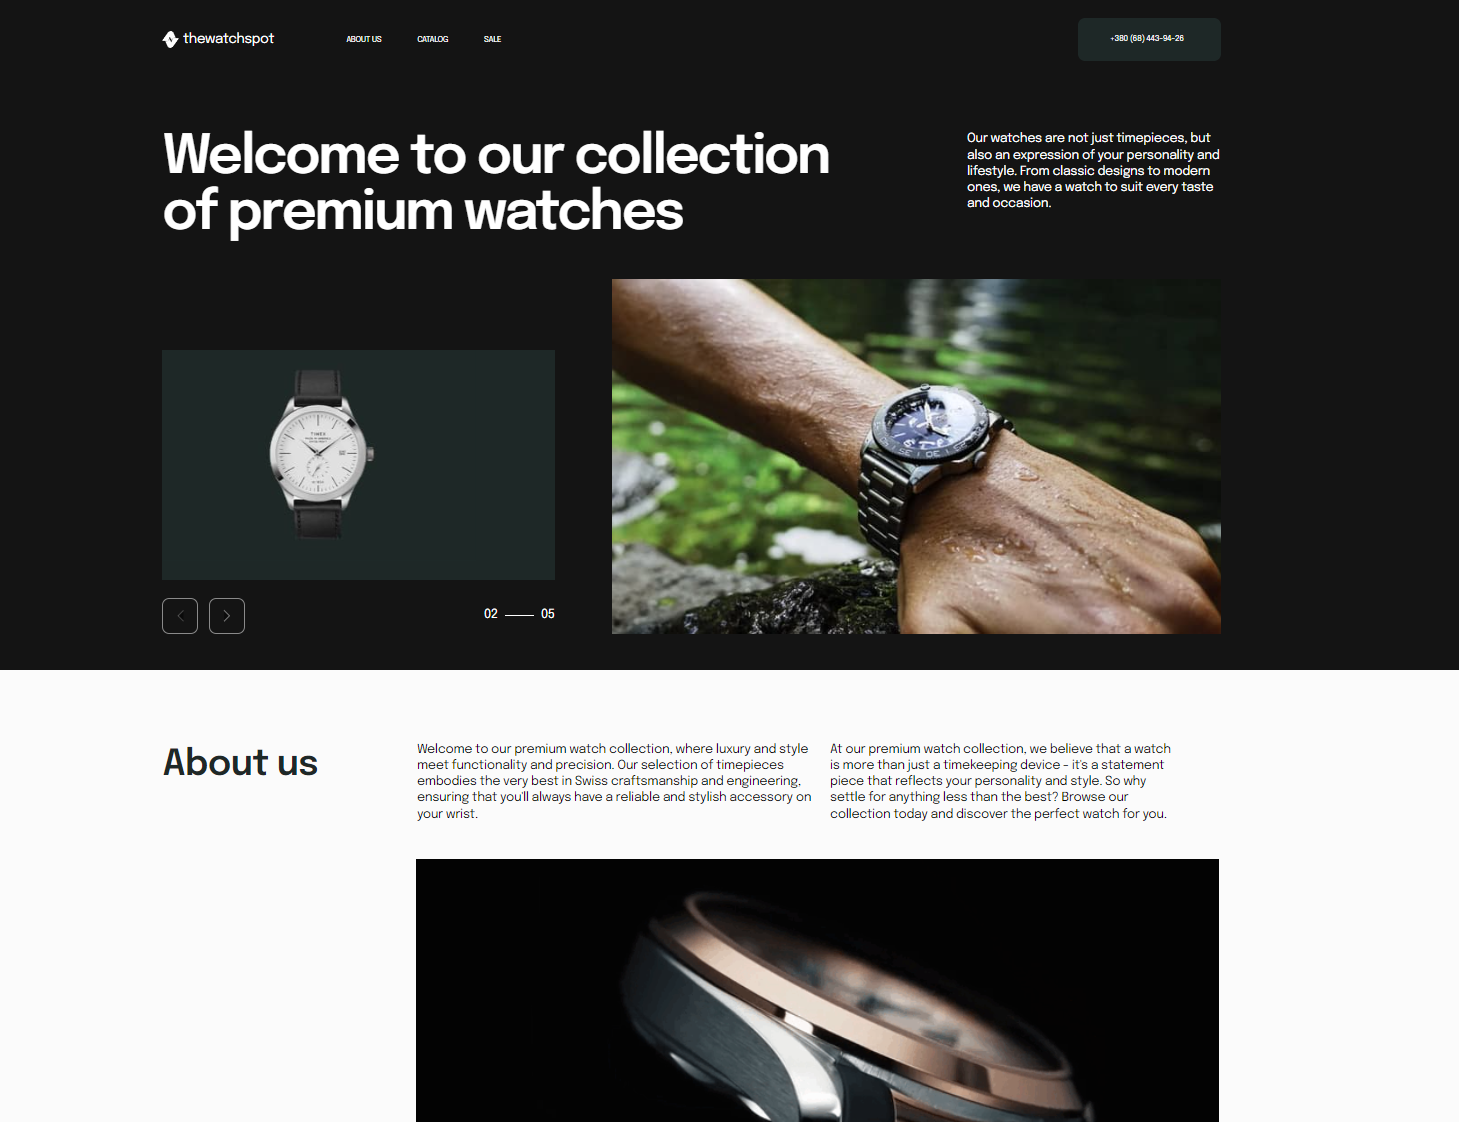 thewatchspot
ABOUT US
CATALOG
SALE
+380 (68) 443-94-26
Welcome to our collection
of premium watches
Our watches are not just timepieces, but
also an expression of your personality and
lifestyle. From classic designs to modern
ones, we have a watch to suit every taste
and occasion.
TIMEX
02
05
About us
Welcome to our premium watch collection, where luxury and style
meet functionality and precision. Our selection of timepieces
embodies the very best in Swiss craftsmanship and engineering,
ensuring that you'll always have a reliable and stylish accessory on
your wrist.
At our premium watch collection, we believe that a watch
is more than just a timekeeping device - it's a statement
piece that reflects your personality and style. So why
settle for anything less than the best? Browse our
collection today and discover the perfect watch for you.